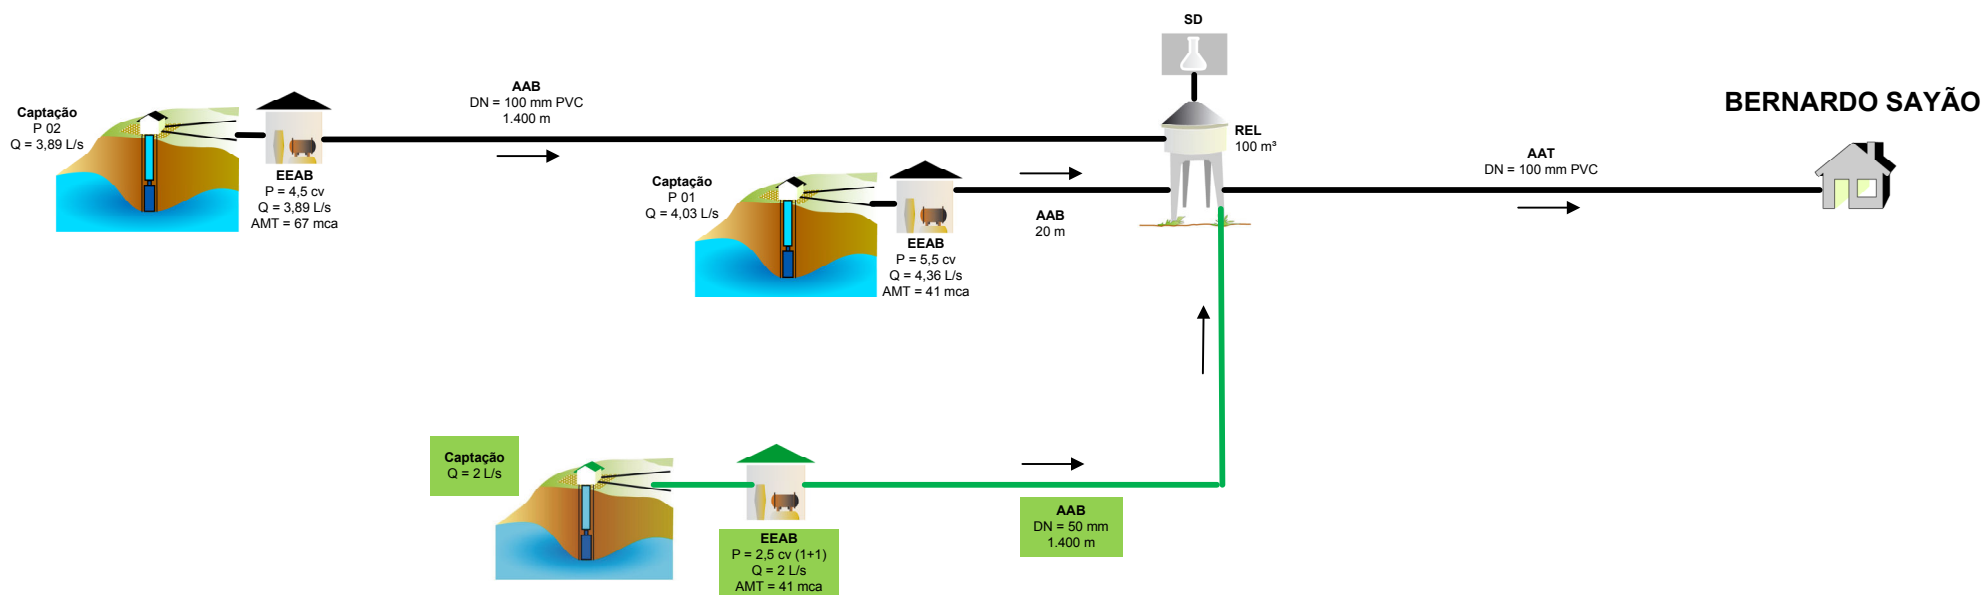 SD
BERNARDO SAYÃO
Captação
P 02
Q = 3,89 L/s
AAB
DN = 100 mm PVC
1.400 m
EEAB
P = 4,5 cv
Q = 3,89 L/s
AMT = 67 mca
Captação
P 01
Q = 4,03 L/s
EEAB
P = 5,5 cv
Q = 4,36 L/s
AMT = 41 mca
AAB
20 m
REL
100 m³
AAT
DN = 100 mm PVC
Captação
Q = 2 L/s
EEAB
P = 2,5 cv (1+1)
Q = 2 L/s
AMT = 41 mca
AAB
DN = 50 mm
1.400 m